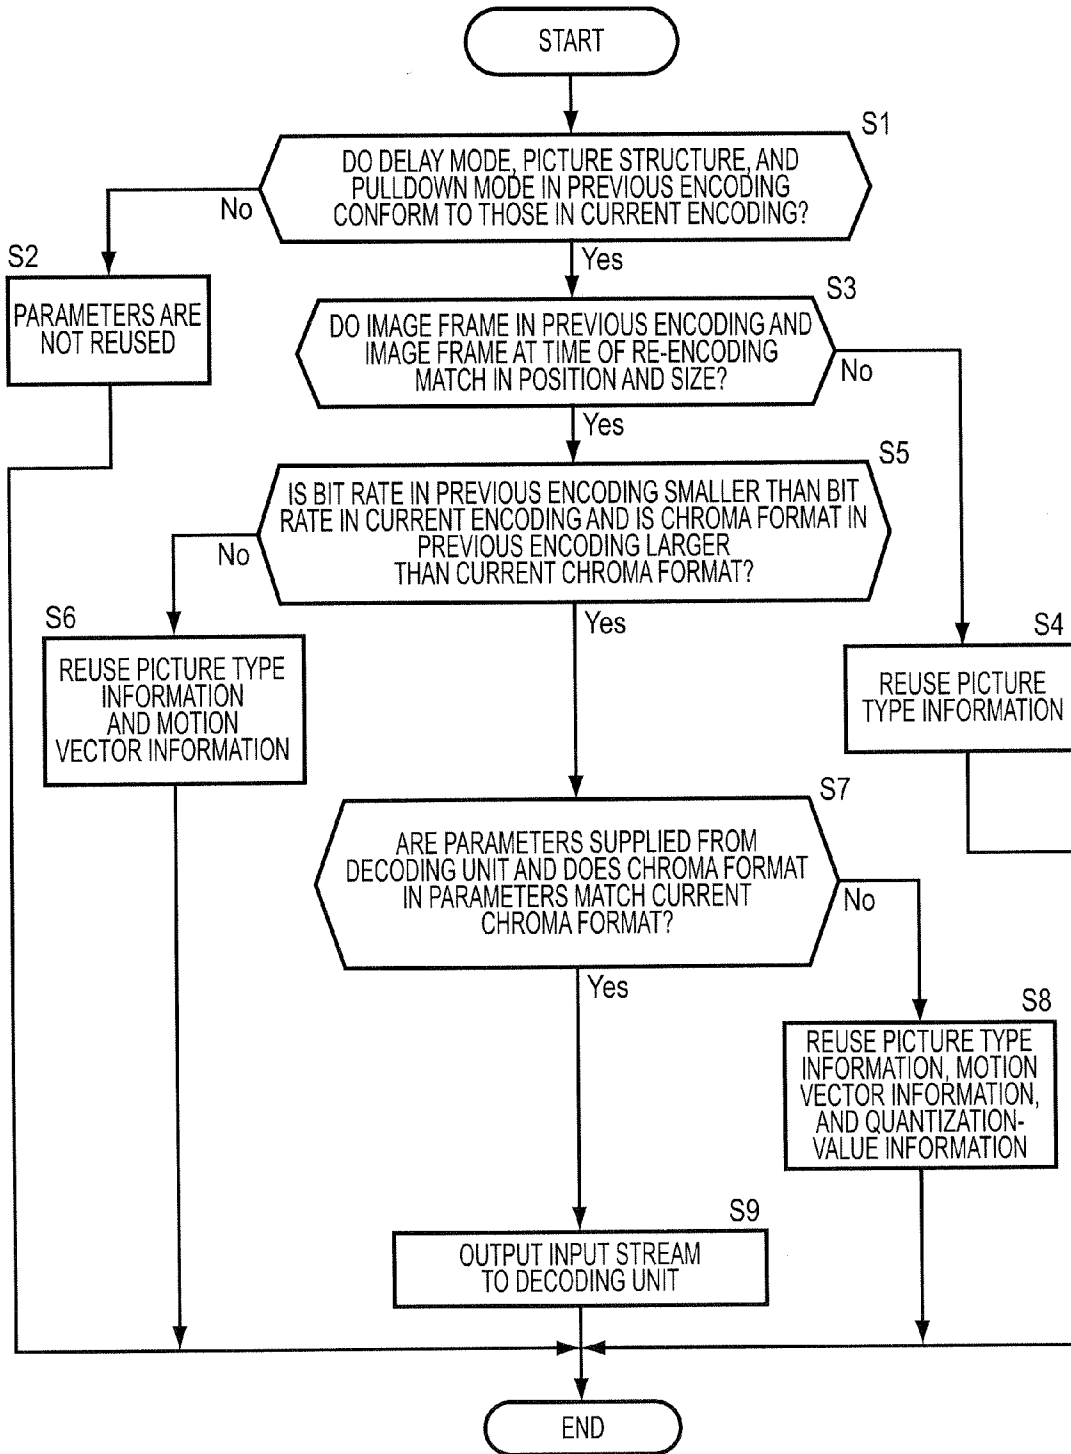 START
S1
DO DELAY MODE, PICTURE STRUCTURE, AND
PULLDOWN MODE IN PREVIOUS ENCODING
CONFORM TO THOSE IN CURRENT ENCODING?
No
Yes
S2
PARAMETERS ARE
NOT REUSED
S3
DO IMAGE FRAME IN PREVIOUS ENCODING AND
IMAGE FRAME AT TIME OF RE-ENCODING
MATCH IN POSITION AND SIZE?
No
Yes
S5
IS BIT RATE IN PREVIOUS ENCODING SMALLER THAN BIT
RATE IN CURRENT ENCODING AND IS CHROMA FORMAT IN
PREVIOUS ENCODING LARGER
THAN CURRENT CHROMA FORMAT?
No
Yes
S6
REUSE PICTURE TYPE
INFORMATION
AND MOTION
VECTOR INFORMATION
S4
REUSE PICTURE
TYPE INFORMATION
S7
ARE PARAMETERS SUPPLIED FROM
DECODING UNIT AND DOES CHROMA FORMAT
IN PARAMETERS MATCH CURRENT
CHROMA FORMAT?
No
Yes
S8
REUSE PICTURE TYPE
INFORMATION, MOTION
VECTOR INFORMATION,
AND QUANTIZATION-
VALUE INFORMATION
S9
OUTPUT INPUT STREAM
TO DECODING UNIT
END